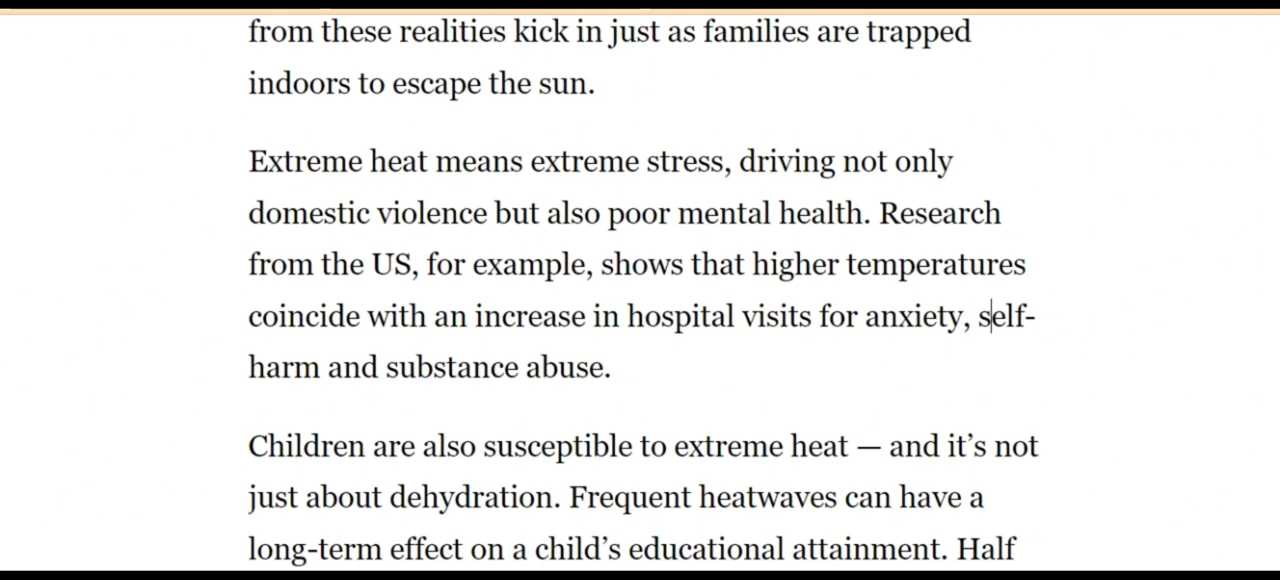 from these realities kick in just as families are trapped
indoors to escape the sun.
Extreme heat means extreme stress, driving not only
domestic violence but also poor mental health. Research
from the US, for example, shows that higher temperatures
coincide with an increase in hospital visits for anxiety, self-
harm and substance abuse.
Children are also susceptible to extreme heat — and it’s not
just about dehydration. Frequent heatwaves can have a
long-term effect on a child’s educational attainment. Half